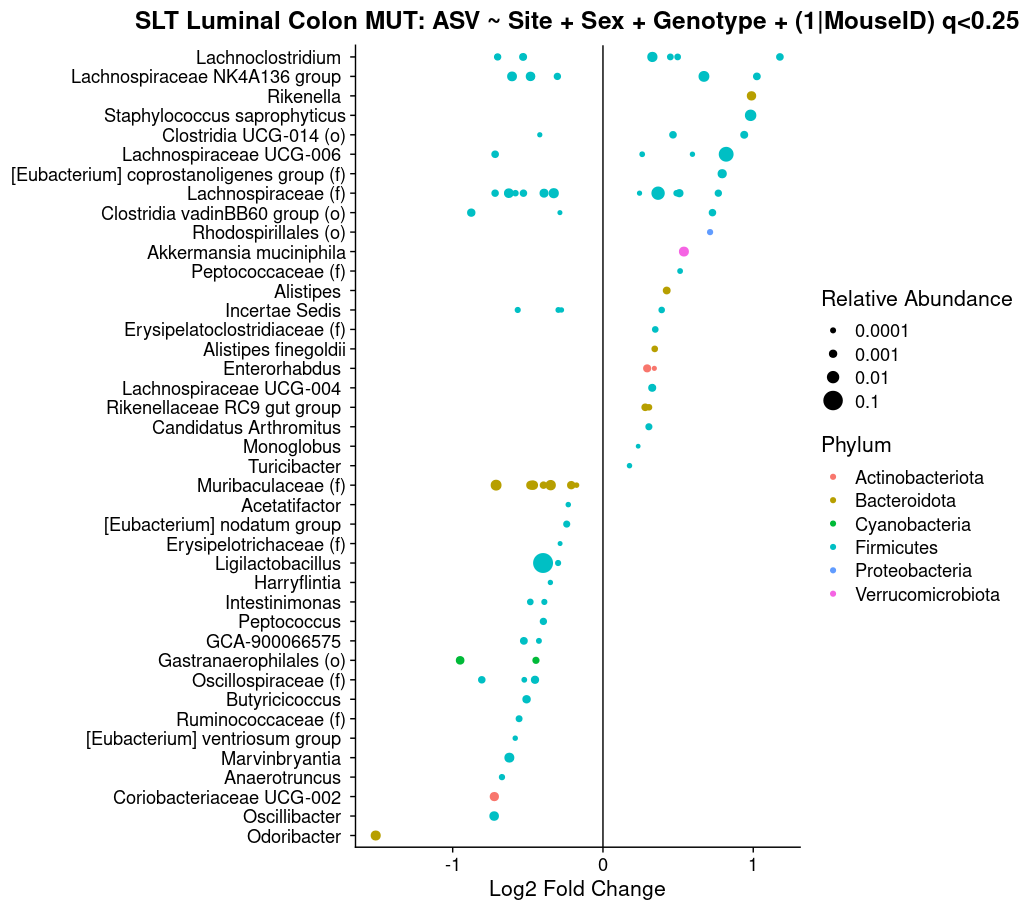 SLT Luminal Colon MUT: ASV ~ Site + Sex + Genotype + (1|MouseID) q<0.25
Lachnoclostridium
Lachnospiraceae NK4A136 group
Rikenella
Staphylococcus saprophyticus
Clostridia UCG-014 (o)
Lachnospiraceae UCG-006
[Eubacterium] coprostanoligenes group (f)
Lachnospiraceae (f)
Clostridia vadinBB60 group (o)
Rhodospirillales (o)
Akkermansia muciniphila
Peptococcaceae (f)
Alistipes
Incertae Sedis
Erysipelatoclostridiaceae (f)
Alistipes finegoldii
Enterorhabdus
Lachnospiraceae UCG-004
Rikenellaceae RC9 gut group
Candidatus Arthromitus
Monoglobus
Turicibacter
Muribaculaceae (f)
Acetatifactor
[Eubacterium] nodatum group
Erysipelotrichaceae (f)
Ligilactobacillus
Harryflintia
Intestinimonas
Peptococcus
GCA-900066575
Gastranaerophilales (o)
Oscillospiraceae (f)
Butyricicoccus
Ruminococcaceae (f)
[Eubacterium] ventriosum group
Marvinbryantia
Anaerotruncus
Coriobacteriaceae UCG-002
Oscillibacter
Odoribacter
-1 0 1
Log2 Fold Change
Relative Abundance
0.0001
0.001
0.01
0.1
Phylum
Actinobacteriota
Bacteroidota
Cyanobacteria
Firmicutes
Proteobacteria
Verrucomicrobiota